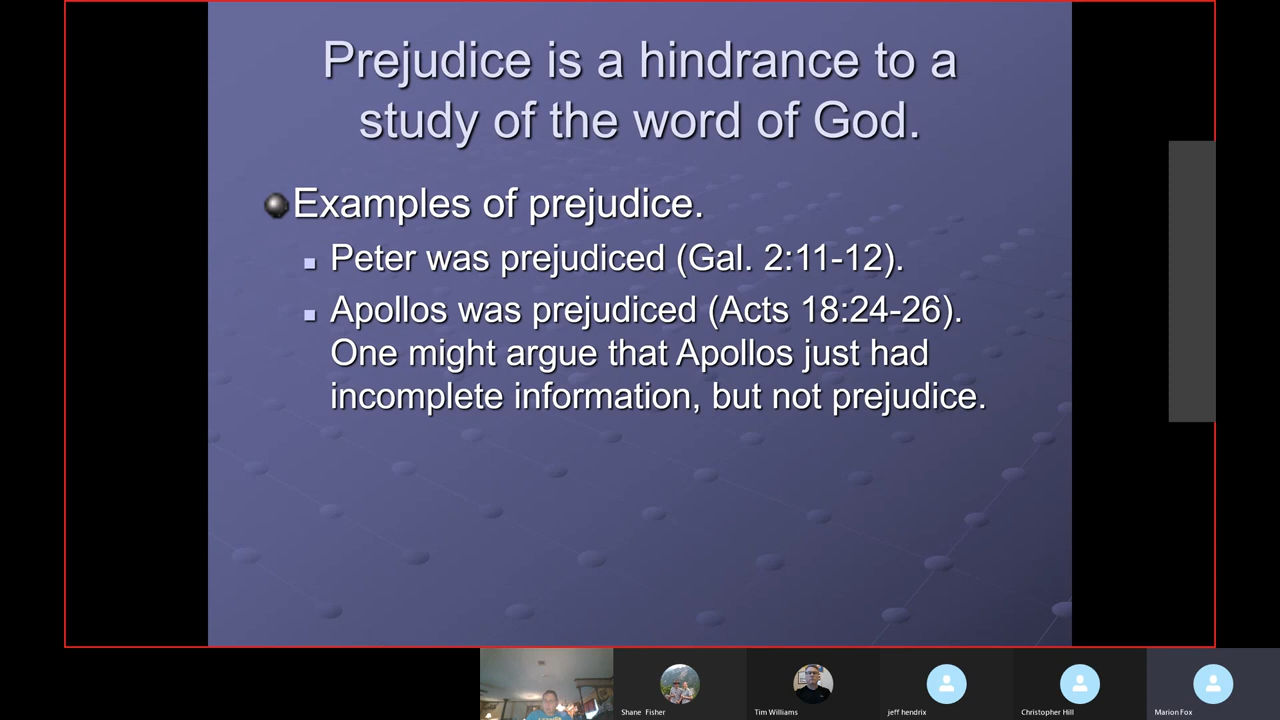 Prejudice is a hindrance to a
study of the word of God.
Examples of prejudice.
Peter was prejudiced (Gal. 2:11-12).
Apollos was prejudiced (Acts 18:24-26).
One might argue that Apollos just had
incomplete information, but not prejudice.
Shane Fisher
Tim Williams
jeff hendrix
Christopher Hill
Marion Fox